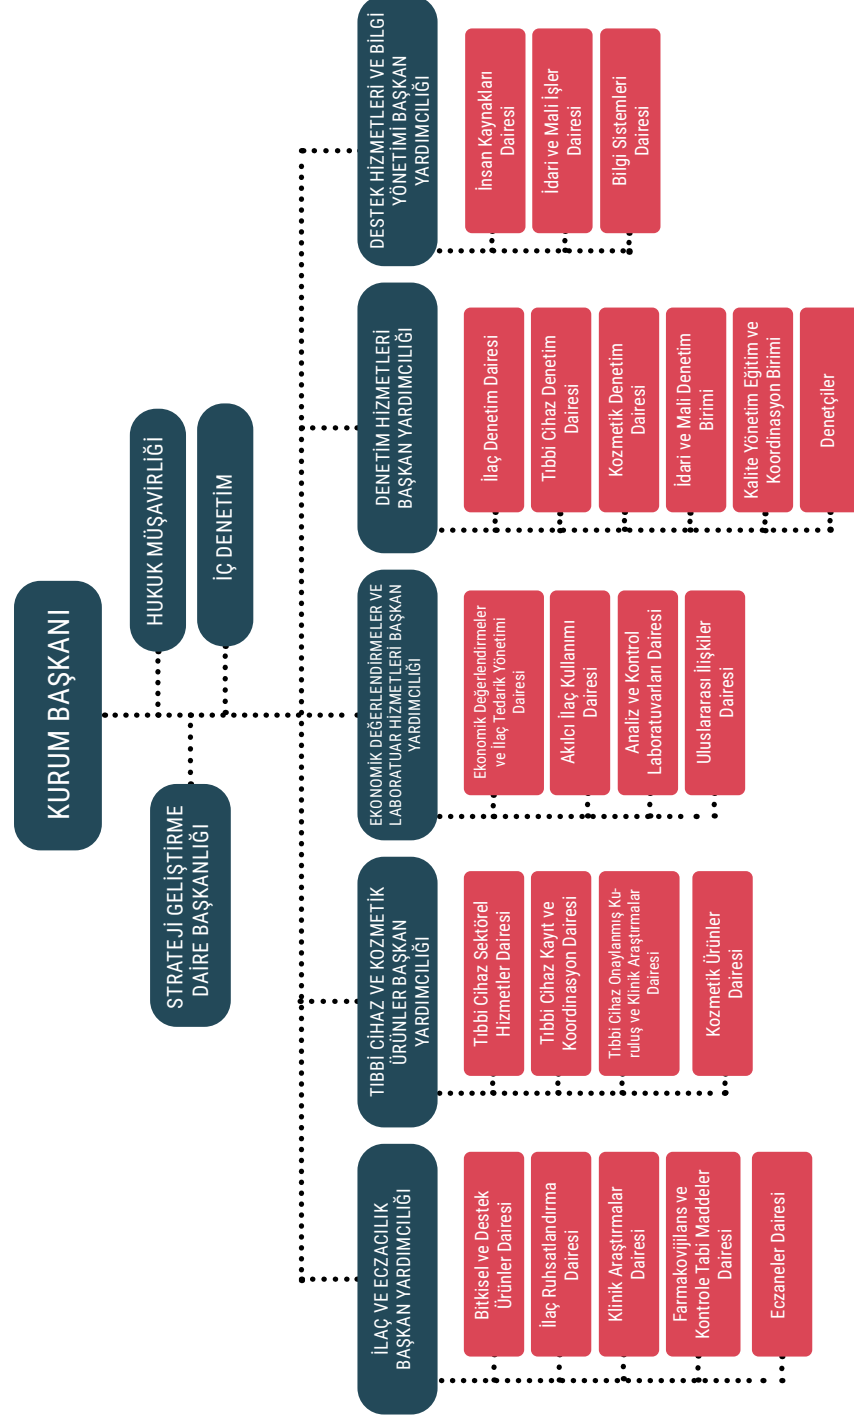 KURUM BAŞKANI
HUKUK MÜŞAVİRLİĞİ
İÇ DENETİM
STRATEJİ GELİŞTİRME
DAİRE BAŞKANLIĞI
İLAÇ VE ECZACILIK
BAŞKAN YARDIMCILIĞI
Bitkisel ve Destek
Ürünler Dairesi
İlaç Ruhsatlandırma
Dairesi
Klinik Araştırmalar
Dairesi
Farmakovijilans ve
Kontrole Tabi Maddeler
Dairesi
Eczaneler Dairesi
TIBBİ CİHAZ VE KOZMETİK
ÜRÜNLER BAŞKAN
YARDIMCILIĞI
Tıbbi Cihaz Sektörel
Hizmetler Dairesi
Tıbbi Cihaz Kayıt ve
Koordinasyon Dairesi
Tıbbi Cihaz Onaylanmış Ku-
ruluş ve Klinik Araştırmalar
Dairesi
Kozmetik Ürünler
Dairesi
EKONOMİK DEĞERLENDİRMELER VE
LABORATUAR HİZMETLERİ BAŞKAN
YARDIMCILIĞI
Ekonomik Değerlendirmeler
ve İlaç Tedarik Yönetimi
Dairesi
Akılcı İlaç Kullanımı
Dairesi
Analiz ve Kontrol
Laboratuvarları Dairesi
Uluslararası İlişkiler
Dairesi
DENETİM HİZMETLERİ
BAŞKAN YARDIMCILIĞI
İlaç Denetim Dairesi
Tıbbi Cihaz Denetim
Dairesi
Kozmetik Denetim
Dairesi
İdari ve Mali Denetim
Birimi
Kalite Yönetim Eğitim ve
Koordinasyon Birimi
Denetçiler
DESTEK HİZMETLERİ VE BİLGİ
YÖNETİMİ BAŞKAN
YARDIMCILIĞI
İnsan Kaynakları
Dairesi
İdari ve Mali İşler
Dairesi
Bilgi Sistemleri
Dairesi